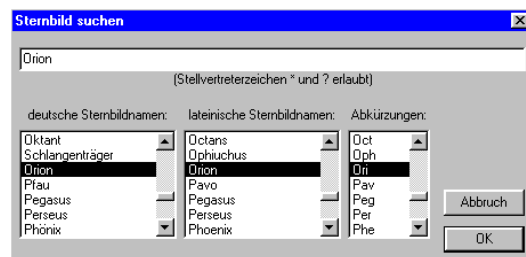 Sternbild suchen
Orion
(Stellvertreterzeichen * und ? erlaubt)
deutsche Sternbildnamen:
Oktant
Schlangenträger
Orion
Pfau
Pegasus
Perseus
Phönix
lateinische Sternbildnamen:
Octans
Ophiuchus
Orion
Pavo
Pegasus
Perseus
Phoenix
Abkürzungen:
Oct
Oph
Ori
Pav
Peg
Per
Phe
Abbruch
OK